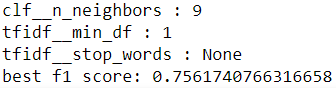 clf__n_neighbors : 9
tfidf__min_df : 1
tfidf__stop_words : None
best f1 score: 0.7561740766316658